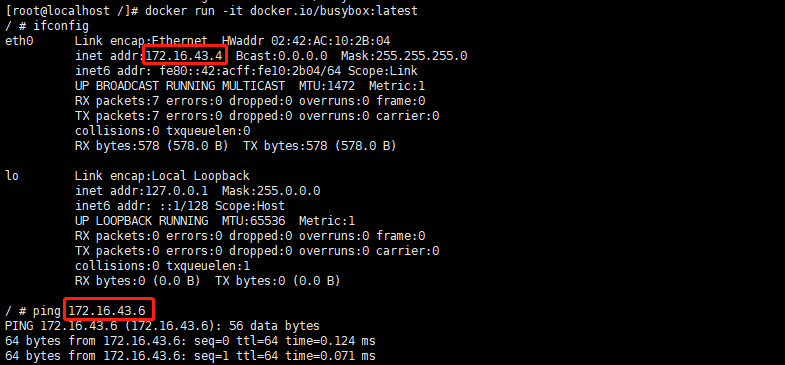 [root@localhost /]# docker run -it docker.io/busybox:latest
/ # ifconfig
eth0      Link encap:Ethernet  HWaddr 02:42:AC:10:2B:04
          inet addr:172.16.43.4  Bcast:0.0.0.0  Mask:255.255.255.0
          inet6 addr: fe80::42:acff:fe10:2b04/64 Scope:Link
          UP BROADCAST RUNNING MULTICAST  MTU:1472  Metric:1
          RX packets:7 errors:0 dropped:0 overruns:0 frame:0
          TX packets:7 errors:0 dropped:0 overruns:0 carrier:0
          collisions:0 txqueuelen:0
          RX bytes:578 (578.0 B)  TX bytes:578 (578.0 B)
lo        Link encap:Local Loopback
          inet addr:127.0.0.1  Mask:255.0.0.0
          inet6 addr: ::1/128 Scope:Host
          UP LOOPBACK RUNNING  MTU:65536  Metric:1
          RX packets:0 errors:0 dropped:0 overruns:0 frame:0
          TX packets:0 errors:0 dropped:0 overruns:0 carrier:0
          collisions:0 txqueuelen:1
          RX bytes:0 (0.0 B)  TX bytes:0 (0.0 B)
/ # ping 172.16.43.6
PING 172.16.43.6 (172.16.43.6): 56 data bytes
64 bytes from 172.16.43.6: seq=0 ttl=64 time=0.124 ms
64 bytes from 172.16.43.6: seq=1 ttl=64 time=0.071 ms